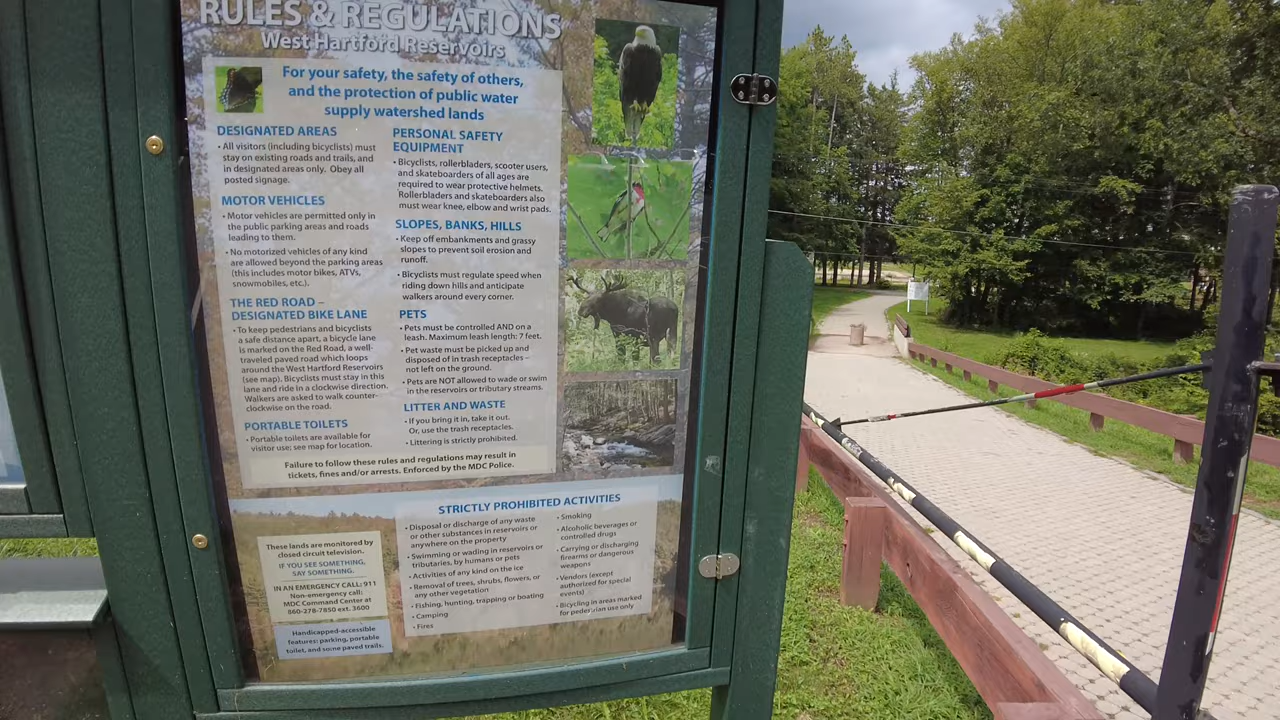 RULES & REGULATIONS
West Hartford Reservoirs
For your safety, the safety of others,
and the protection of public water
supply watershed lands
DESIGNATED AREAS
• All visitors (including bicyclists) must
stay on existing roads and trails, and
in designated areas only. Obey all
posted signage.
MOTOR VEHICLES
• Motor vehicles are permitted only in
the public parking areas and roads
leading to them.
• No motorized vehicles of any kind
are allowed beyond the parking areas
(this includes motor bikes, ATVs,
snowmobiles, etc.).
THE RED ROAD –
DESIGNATED BIKE LANE
• To keep pedestrians and bicyclists
a safe distance apart, a bicycle lane
is marked on the Red Road, a well-
traveled paved road which loops
around the West Hartford Reservoirs
(see map). Bicyclists must stay in this
lane and ride in a clockwise direction.
Walkers are asked to walk counter-
clockwise on the road.
PORTABLE TOILETS
• Portable toilets are available for
visitor use; see map for location.
PERSONAL SAFETY
EQUIPMENT
• Bicyclists, rollerbladers, scooter users,
and skateboarders of all ages are
required to wear protective helmets.
Rollerbladers and skateboarders also
must wear knee, elbow and wrist pads.
SLOPES, BANKS, HILLS
• Keep off embankments and grassy
slopes to prevent soil erosion and
runoff.
• Bicyclists must regulate speed when
riding down hills and anticipate
walkers around every corner.
PETS
• Pets must be controlled AND on a
leash. Maximum leash length: 7 feet.
• Pet waste must be picked up and
disposed of in trash receptacles –
not left on the ground.
• Pets are NOT allowed to wade or swim
in the reservoirs or tributary streams.
LITTER AND WASTE
• If you bring it in, take it out.
Or, use the trash receptacles.
• Littering is strictly prohibited.
Failure to follow these rules and regulations may result in
tickets, fines and/or arrests. Enforced by the MDC Police.
These lands are monitored by
closed circuit television.
IF YOU SEE SOMETHING,
SAY SOMETHING.
IN AN EMERGENCY CALL: 911
Non-emergency call:
MDC Command Center at
860-278-7850 ext. 3600
Handicapped-accessible
features: parking, portable
toilet, and some paved trails.
STRICTLY PROHIBITED ACTIVITIES
• Disposal or discharge of any waste
or other substances in reservoirs or
anywhere on the property
• Swimming or wading in reservoirs or
tributaries, by humans or pets
• Activities of any kind on the ice
• Removal of trees, shrubs, flowers, or
any other vegetation
• Fishing, hunting, trapping or boating
• Camping
• Fires
• Smoking
• Alcoholic beverages or
controlled drugs
• Carrying or discharging
firearms or dangerous
weapons
• Vendors (except
authorized for special
events)
• Bicycling in areas marked
for pedestrian use only